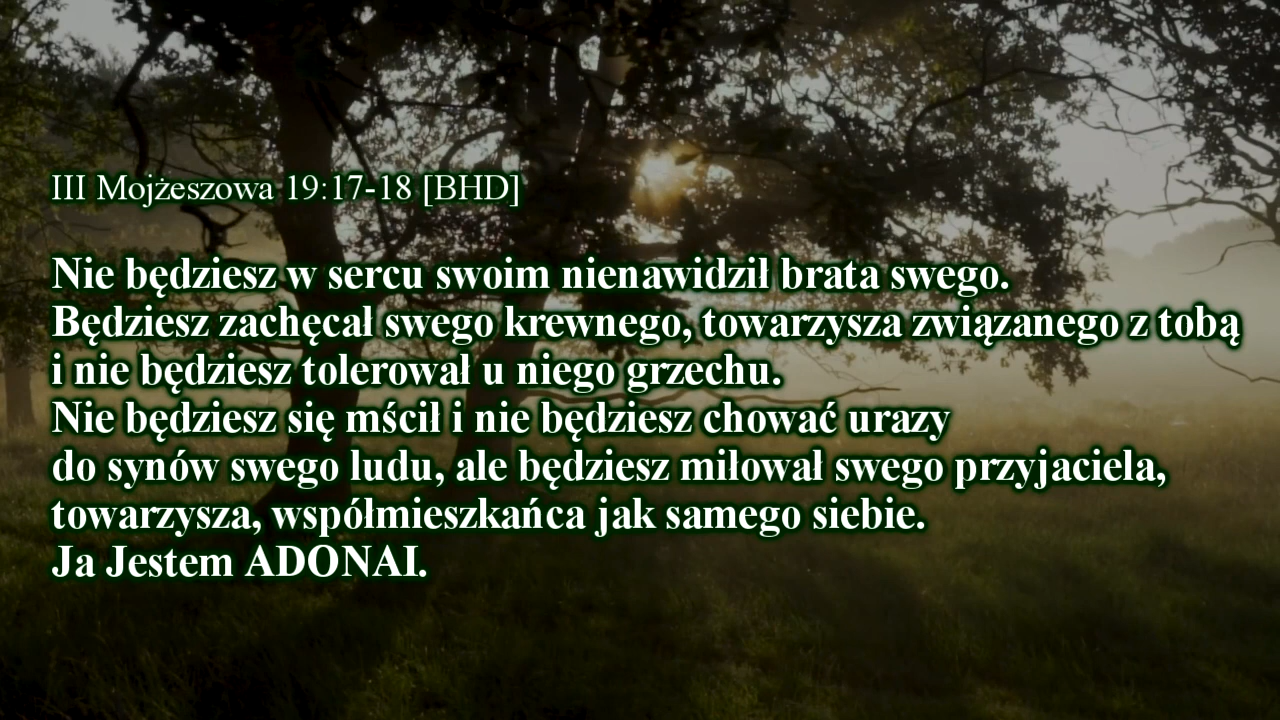 III Mojżeszowa 19:17-18 [BHD]
Nie będziesz w sercu swoim nienawidził brata swego.
Będziesz zachęcał swego krewnego, towarzysza związanego z tobą
i nie będziesz tolerował u niego grzechu.
Nie będziesz się mścił i nie będziesz chować urazy
do synów swego ludu, ale będziesz miłował swego przyjaciela,
towarzysza, współmieszkańca jak samego siebie.
Ja Jestem ADONAI.